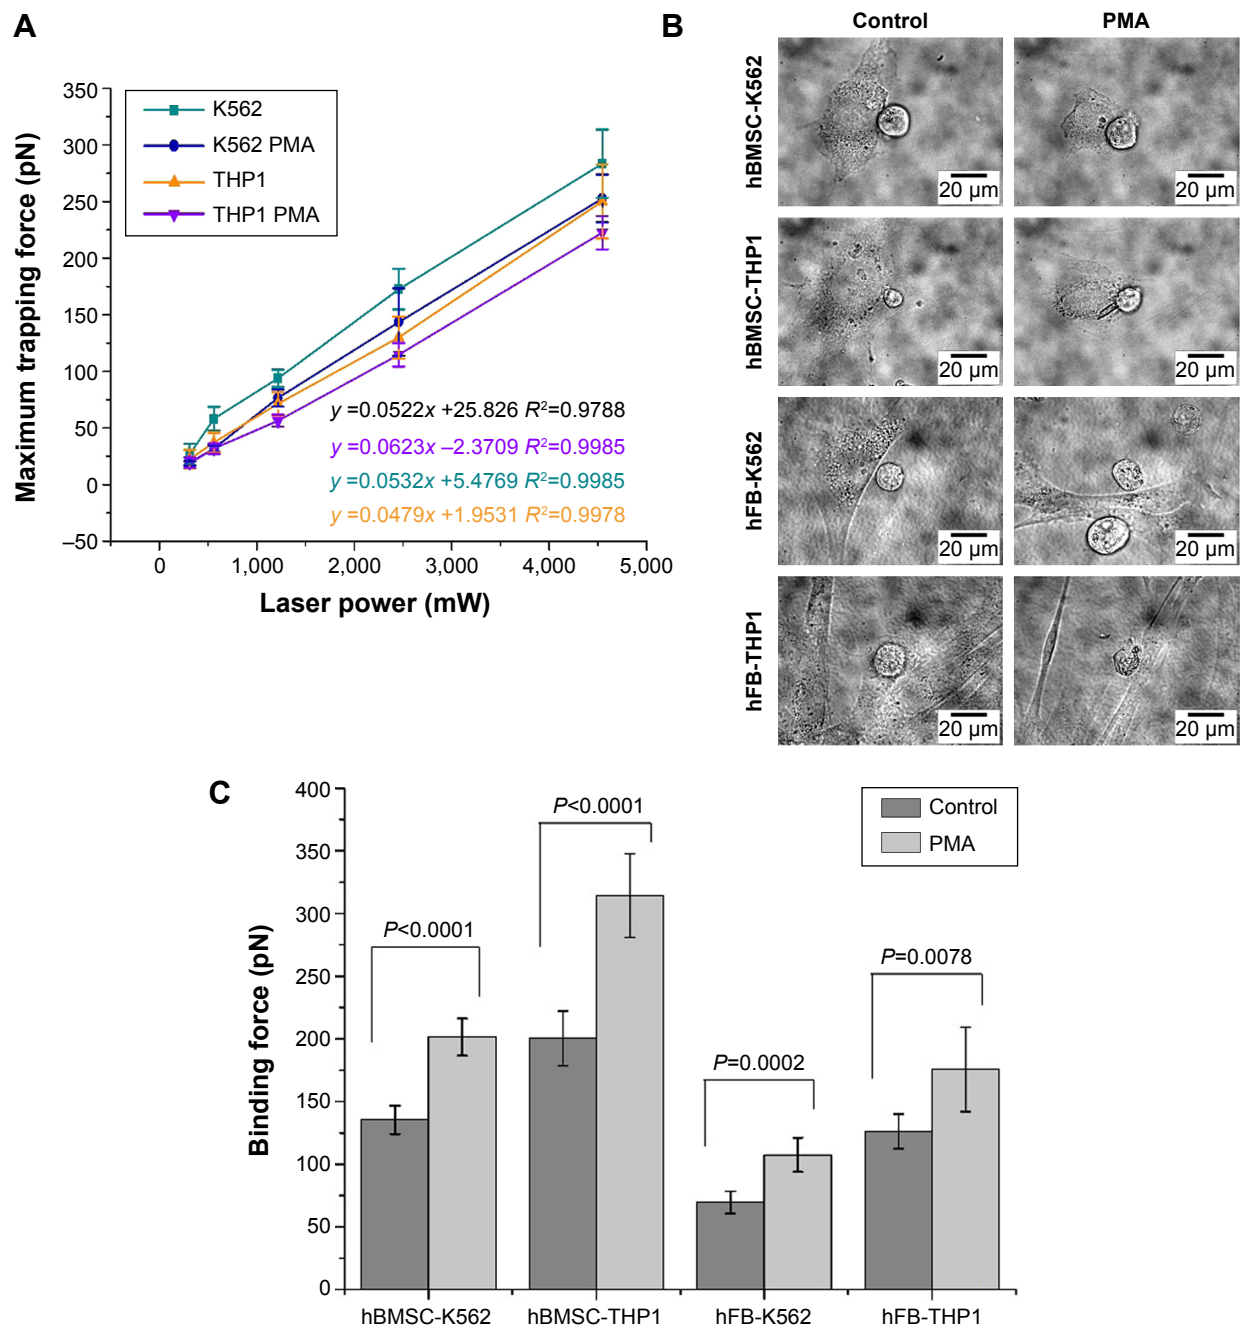 A
Maximum trapping force (pN)
350
300
250
200
150
100
50
0
–50
K562
K562 PMA
THP1
THP1 PMA
y =0.0522x +25.826 R²=0.9788
y =0.0623x –2.3709 R²=0.9985
y =0.0532x +5.4769 R²=0.9985
y =0.0479x +1.9531 R²=0.9978
0 1,000 2,000 3,000 4,000 5,000
Laser power (mW)
B
Control PMA
hBMSC-K562
20 µm 20 µm
hBMSC-THP1
20 µm 20 µm
hFB-K562
20 µm 20 µm
hFB-THP1
20 µm 20 µm
C
Binding force (pN)
400
350
300
250
200
150
100
50
0
P<0.0001
P<0.0001
P=0.0002
P=0.0078
Control
PMA
hBMSC-K562 hBMSC-THP1 hFB-K562 hFB-THP1